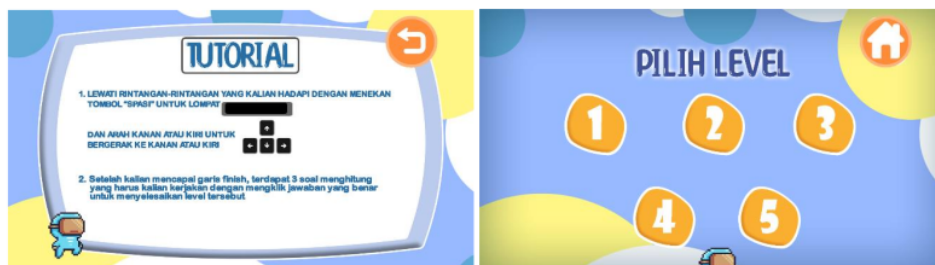 TUTORIAL
1. LEWATI RINTANGAN-RINTANGAN YANG KALIAN HADAPI DENGAN MENEKAN
TOMBOL "SPASI" UNTUK LOMPAT
DAN ARAH KANAN ATAU KIRI UNTUK
BERGERAK KE KANAN ATAU KIRI
2. Setelah kalian mencapai garis finish, terdapat 3 soal menghitung
yang harus kalian kerjakan dengan mengklik jawaban yang benar
untuk menyelesaikan level tersebut
PILIH LEVEL
1 2 3
4 5